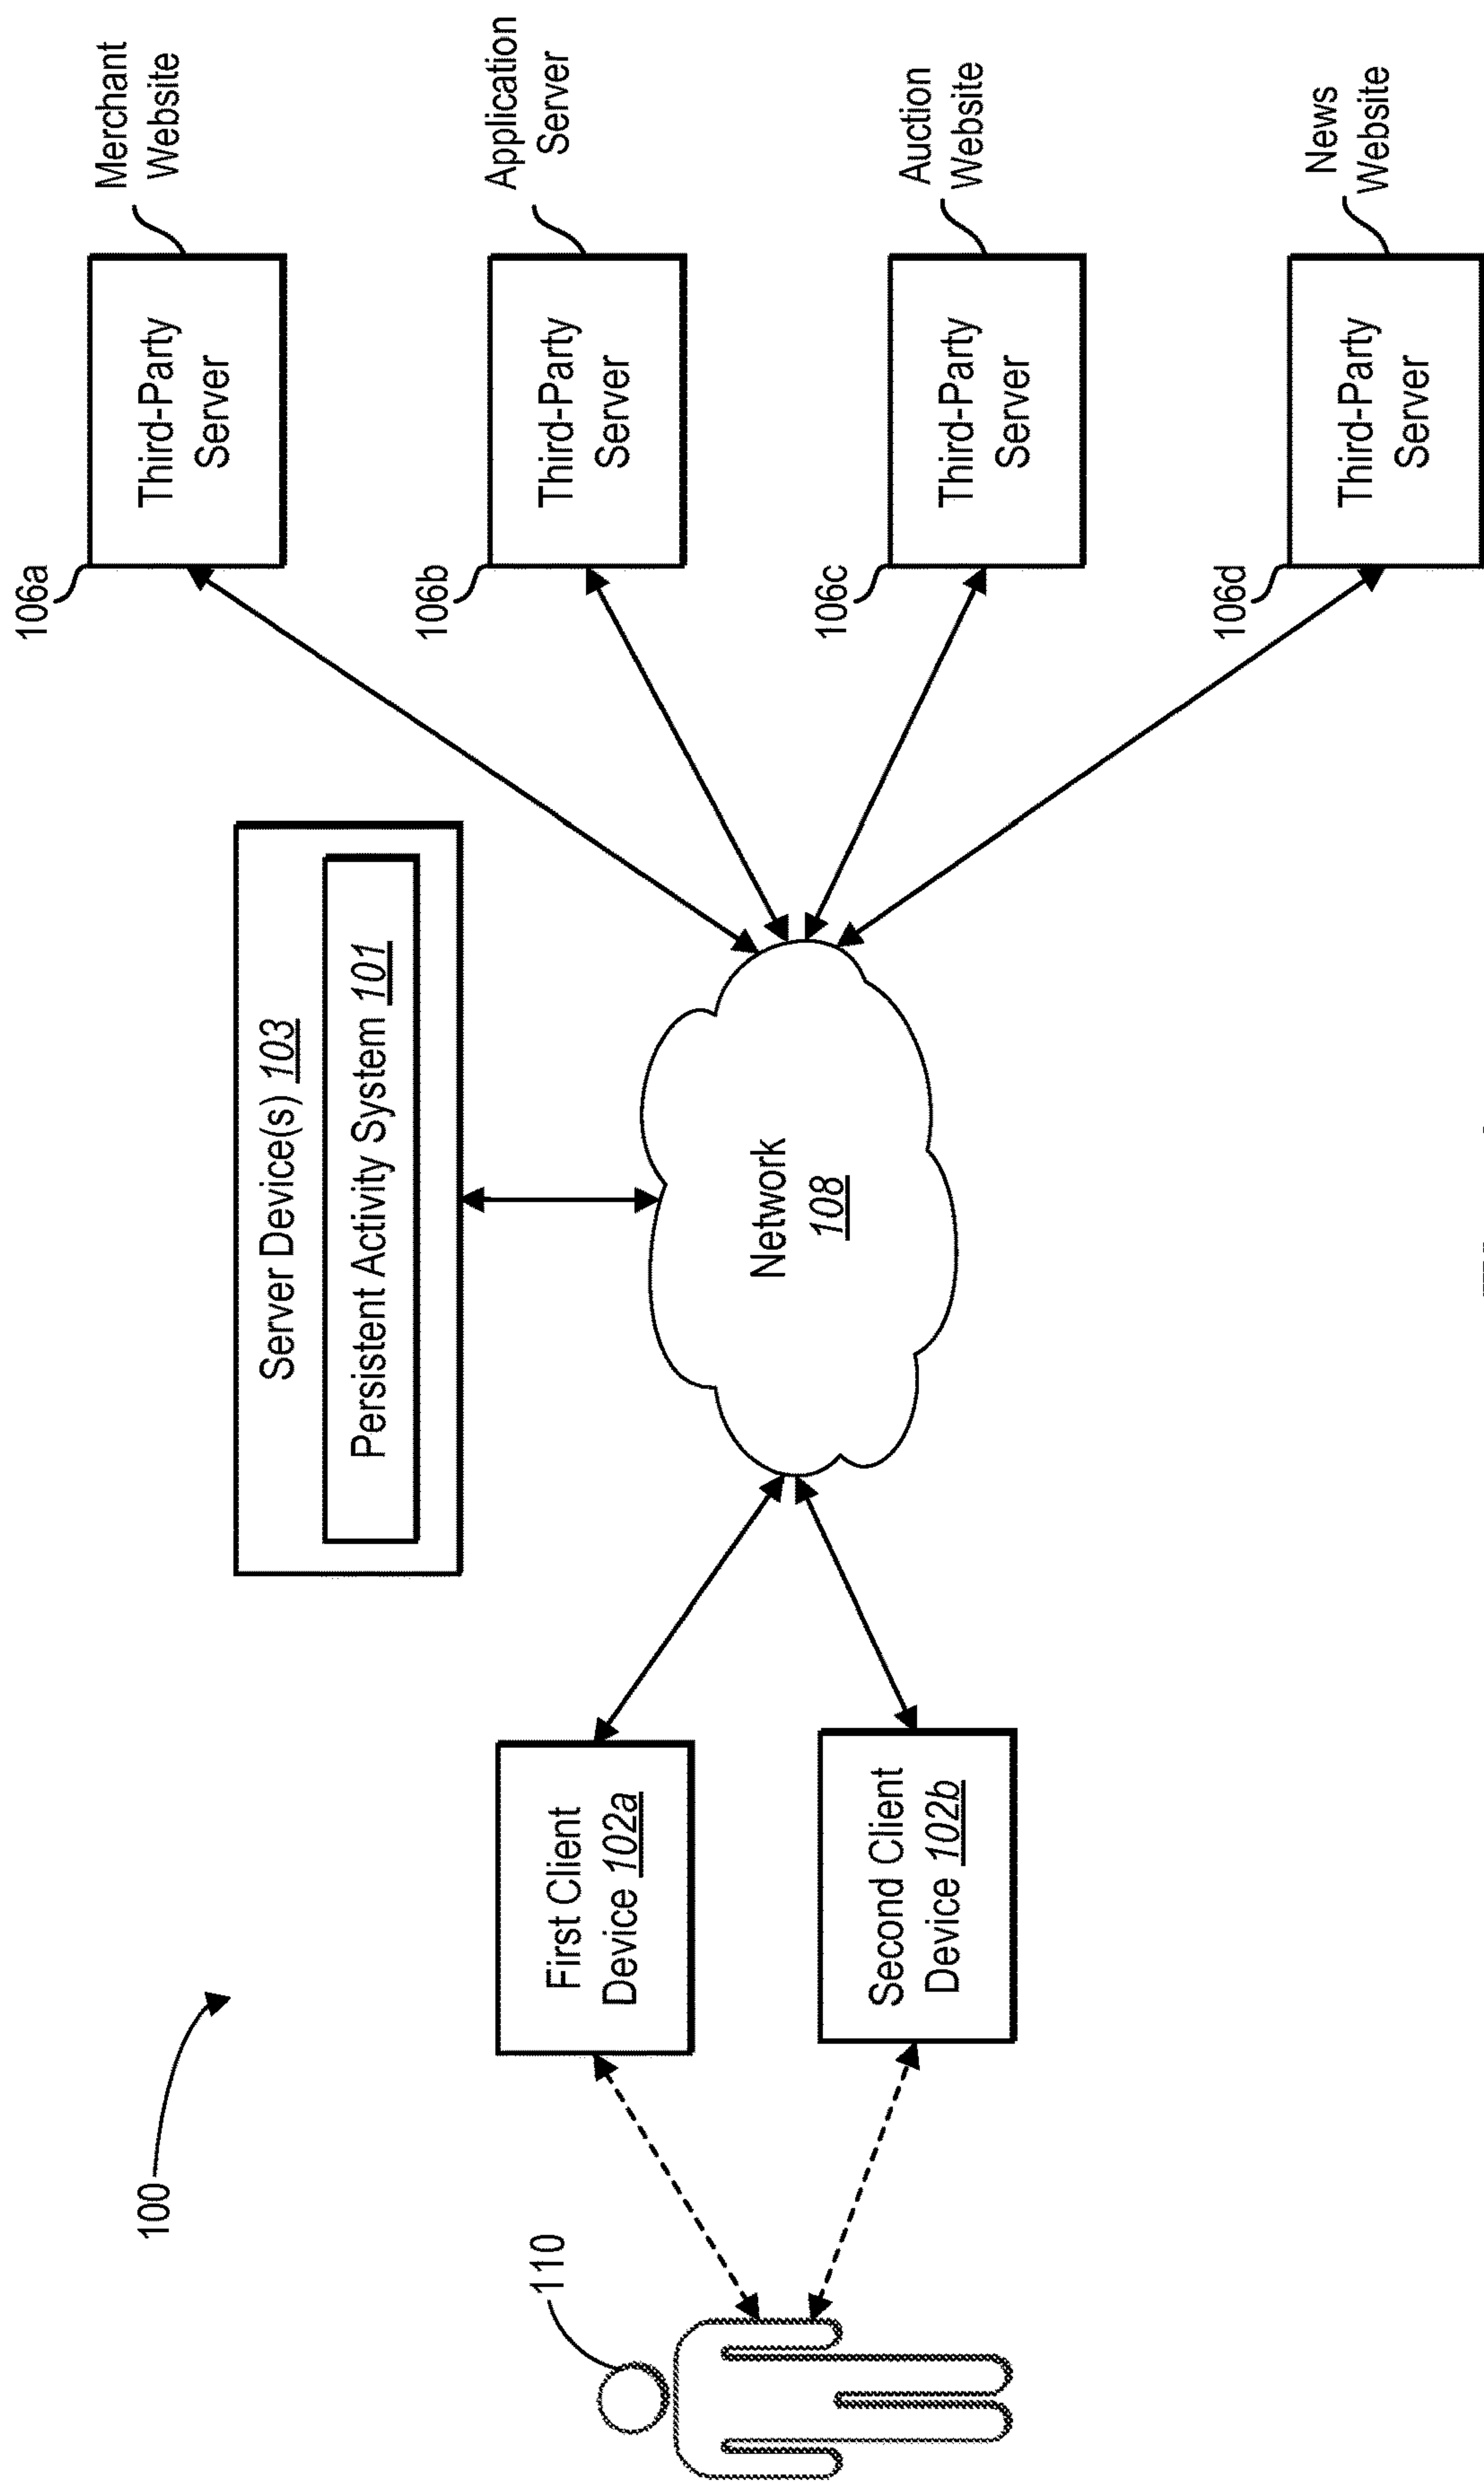 100
110
First Client
Device 102a
Second Client
Device 102b
Server Device(s) 103
Persistent Activity System 101
Network
108
106a
Third-Party
Server
Merchant
Website
106b
Third-Party
Server
Application
Server
106c
Third-Party
Server
Auction
Website
106d
Third-Party
Server
News
Website